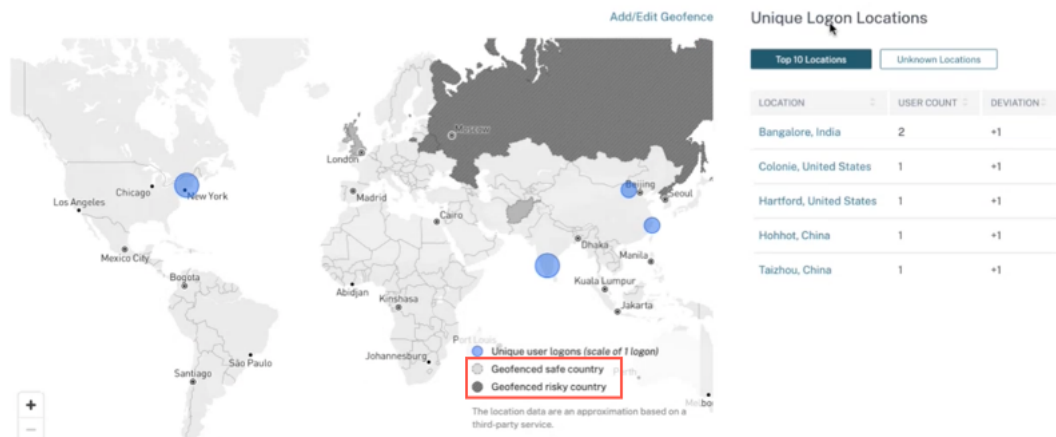 Add/Edit Geofence
Unique Logon Locations
Top 10 Locations
Unknown Locations
LOCATION
USER COUNT
DEVIATION
Bangalore, India
2
+1
Colonie, United States
1
+1
Hartford, United States
1
+1
Hohhot, China
1
+1
Taizhou, China
1
+1
Moscow
London
Chicago
New York
Los Angeles
Madrid
Beijing
Seoul
Cairo
Mexico City
Dhaka
Manila
Bogota
Abidjan
Kinshasa
Kuala Lumpur
Jakarta
Port Louis
Unique user logons (scale of 1 logon)
Johannesburg
São Paulo
Geofenced safe country
Perth
Santiago
Geofenced risky country
The location data are an approximation based on a
third-party service.
+
−